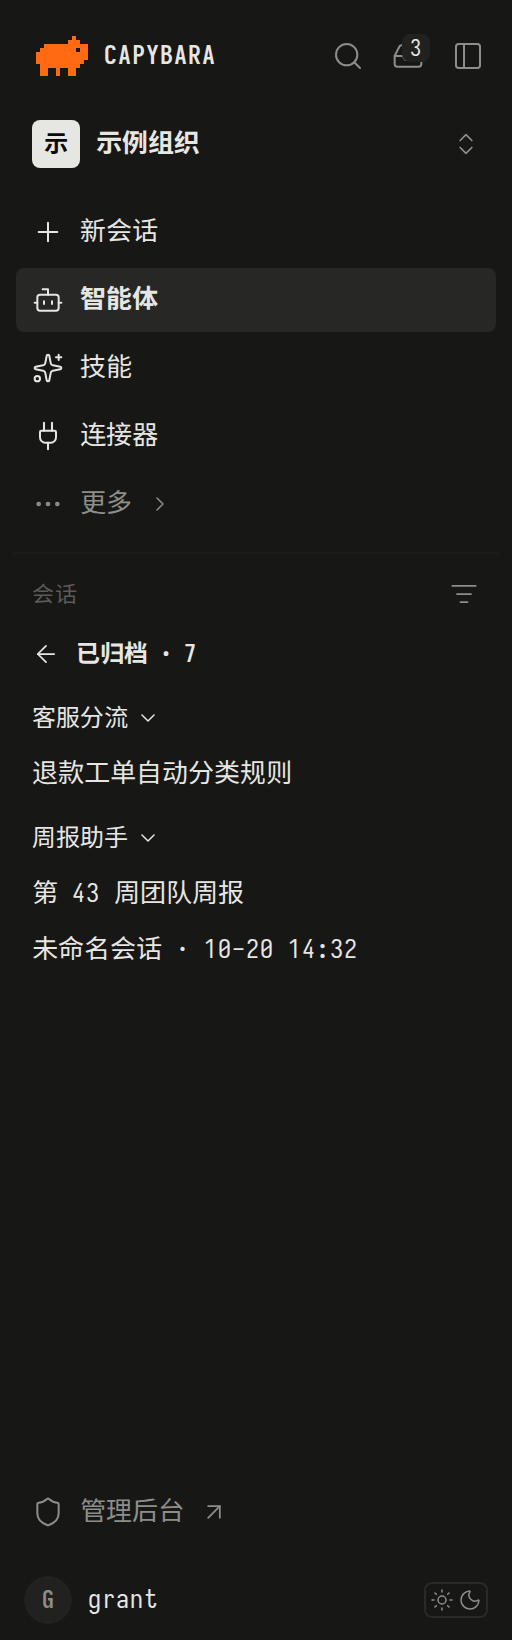 CAPYBARA
3
示 示例组织
新会话
智能体
技能
连接器
更多
会话
已归档 · 7
客服分流
退款工单自动分类规则
周报助手
第 43 周团队周报
未命名会话 · 10-20 14:32
管理后台
G grant